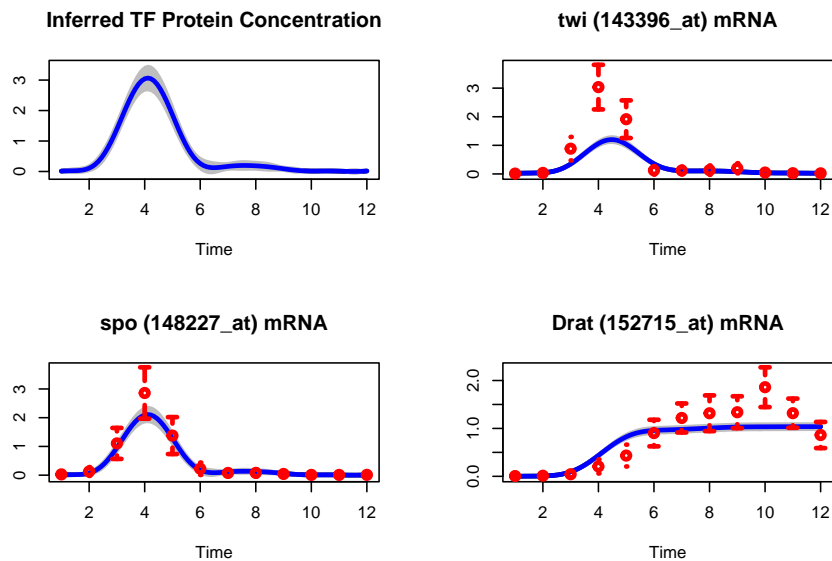 Inferred TF Protein Concentration
3
2
1
0
2 4 6 8 10 12
Time
twi (143396_at) mRNA
3
2
1
0
2 4 6 8 10 12
Time
spo (148227_at) mRNA
3
2
1
0
2 4 6 8 10 12
Time
Drat (152715_at) mRNA
2.0
1.0
0.0
2 4 6 8 10 12
Time